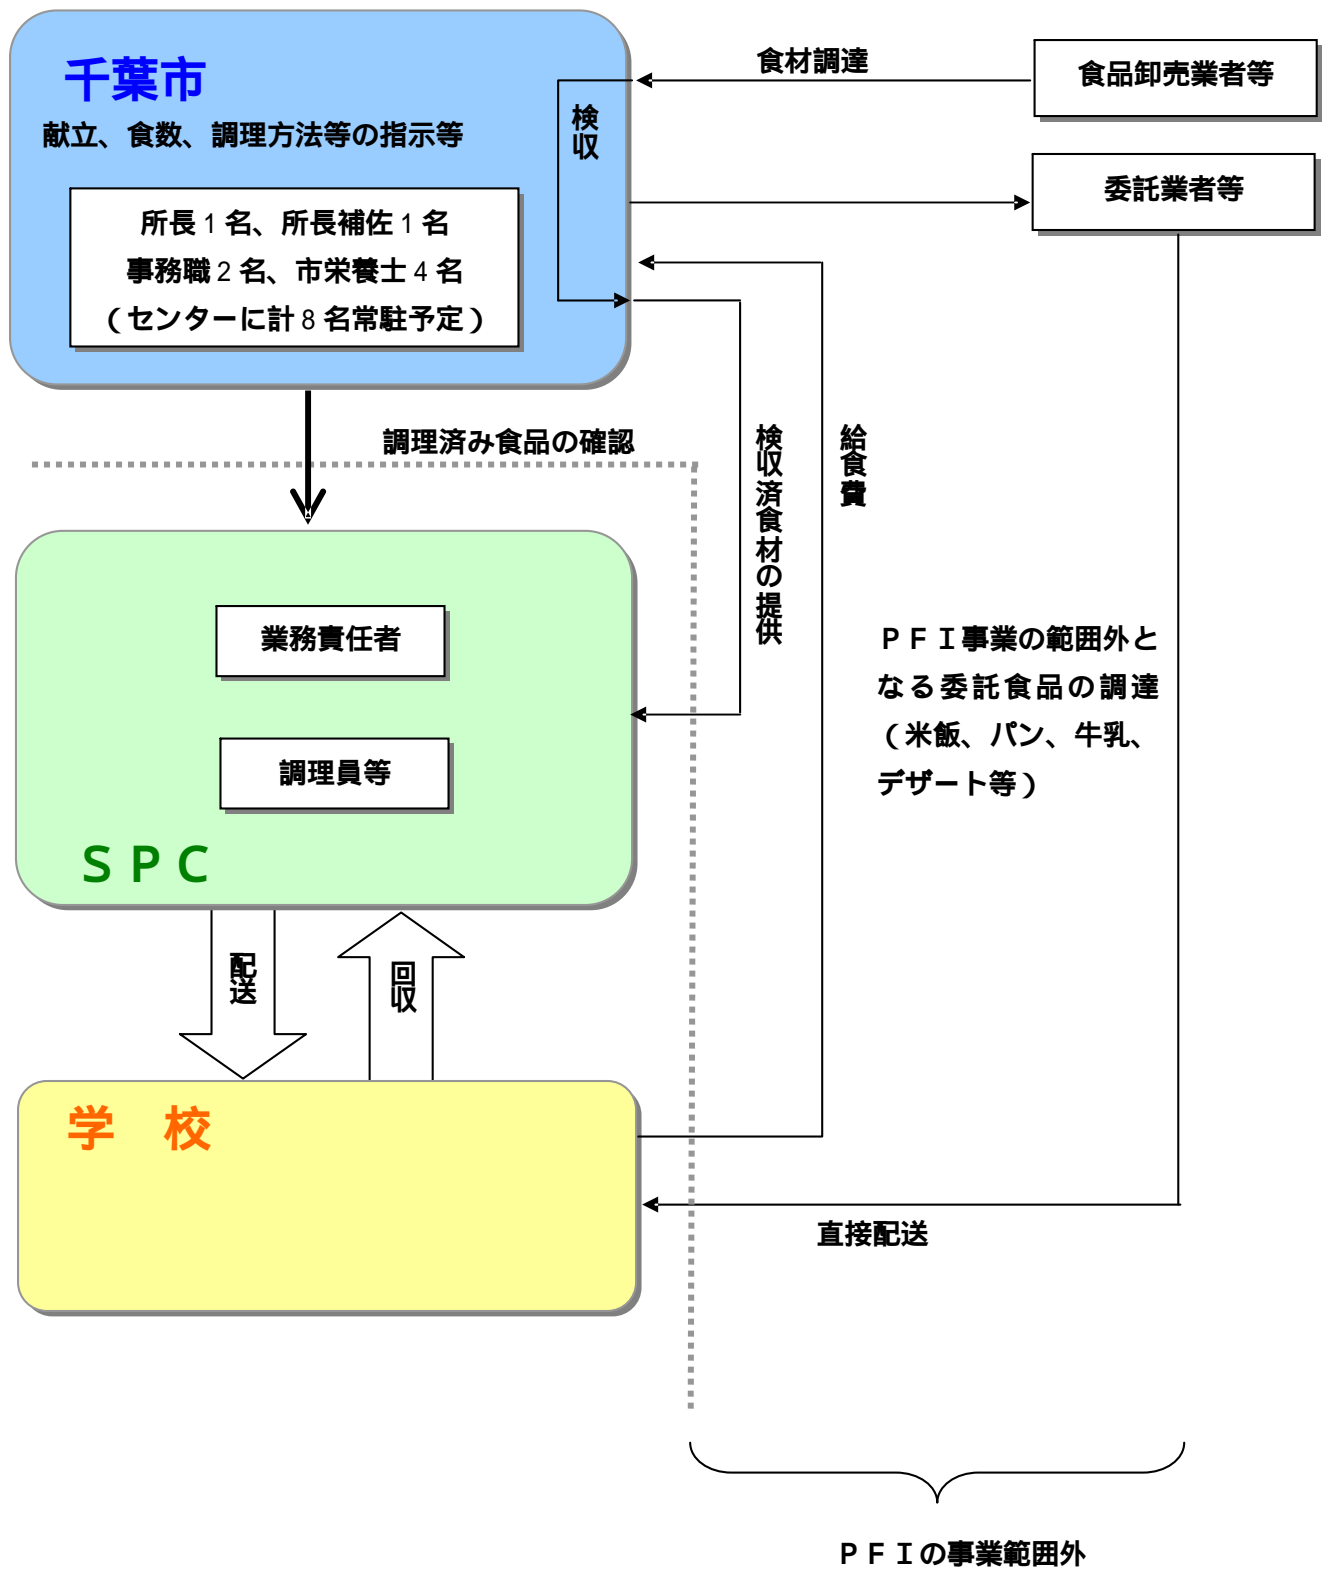 千葉市
献立、食数、調理方法等の指示等
所長1名、所長補佐1名
事務職2名、市栄養士4名
(センターに計8名常駐予定)
検収
食材調達
食品卸売業者等
委託業者等
調理済み食品の確認
検収済食材の提供
給食費
業務責任者
調理員等
SPC
PFI事業の範囲外と
なる委託食品の調達
(米飯、パン、牛乳、
デザート等)
配送
回収
学 校
直接配送
PFIの事業範囲外